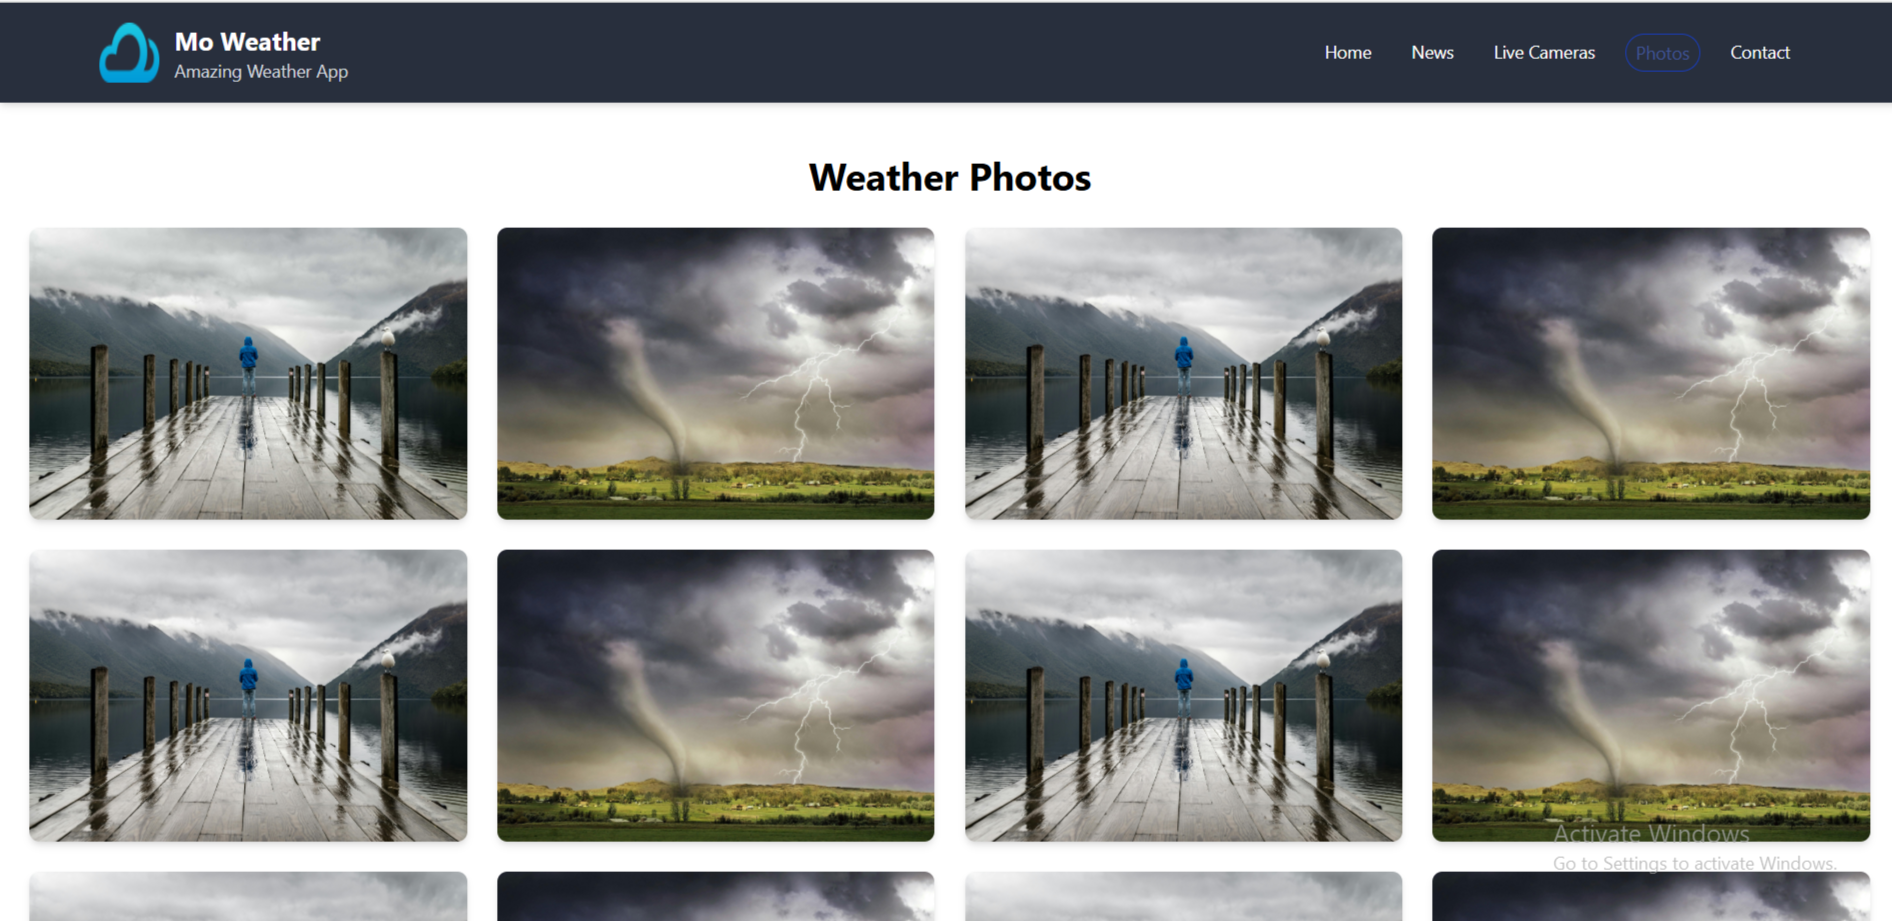 Mo Weather
Amazing Weather App
Home News Live Cameras Photos Contact
Weather Photos
Activate Windows
Go to Settings to activate Windows.